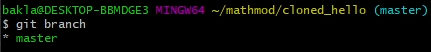 bakla@DESKTOP-BBMDGE3 MINGW64 ~/mathmod/cloned_hello (master)
$ git branch
* master